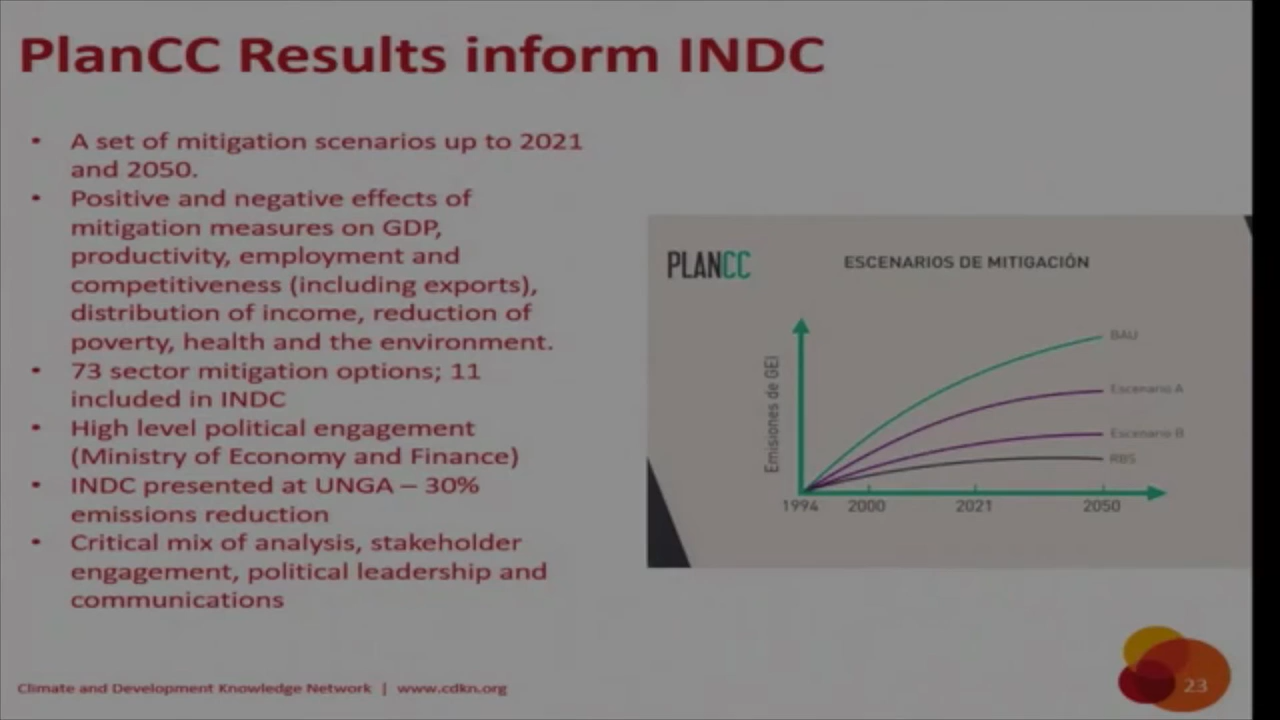 PlanCC Results inform INDC
• A set of mitigation scenarios up to 2021
and 2050.
• Positive and negative effects of
mitigation measures on GDP,
productivity, employment and
competitiveness (including exports),
distribution of income, reduction of
poverty, health and the environment.
• 73 sector mitigation options; 11
included in INDC
• High level political engagement
(Ministry of Economy and Finance)
• INDC presented at UNGA – 30%
emissions reduction
• Critical mix of analysis, stakeholder
engagement, political leadership and
communications
PLANCC
ESCENARIOS DE MITIGACIÓN
Emisiones de GEI
BAU
Escenario A
Escenario B
RBS
1994 2000 2021 2050
Climate and Development Knowledge Network | www.cdkn.org
23